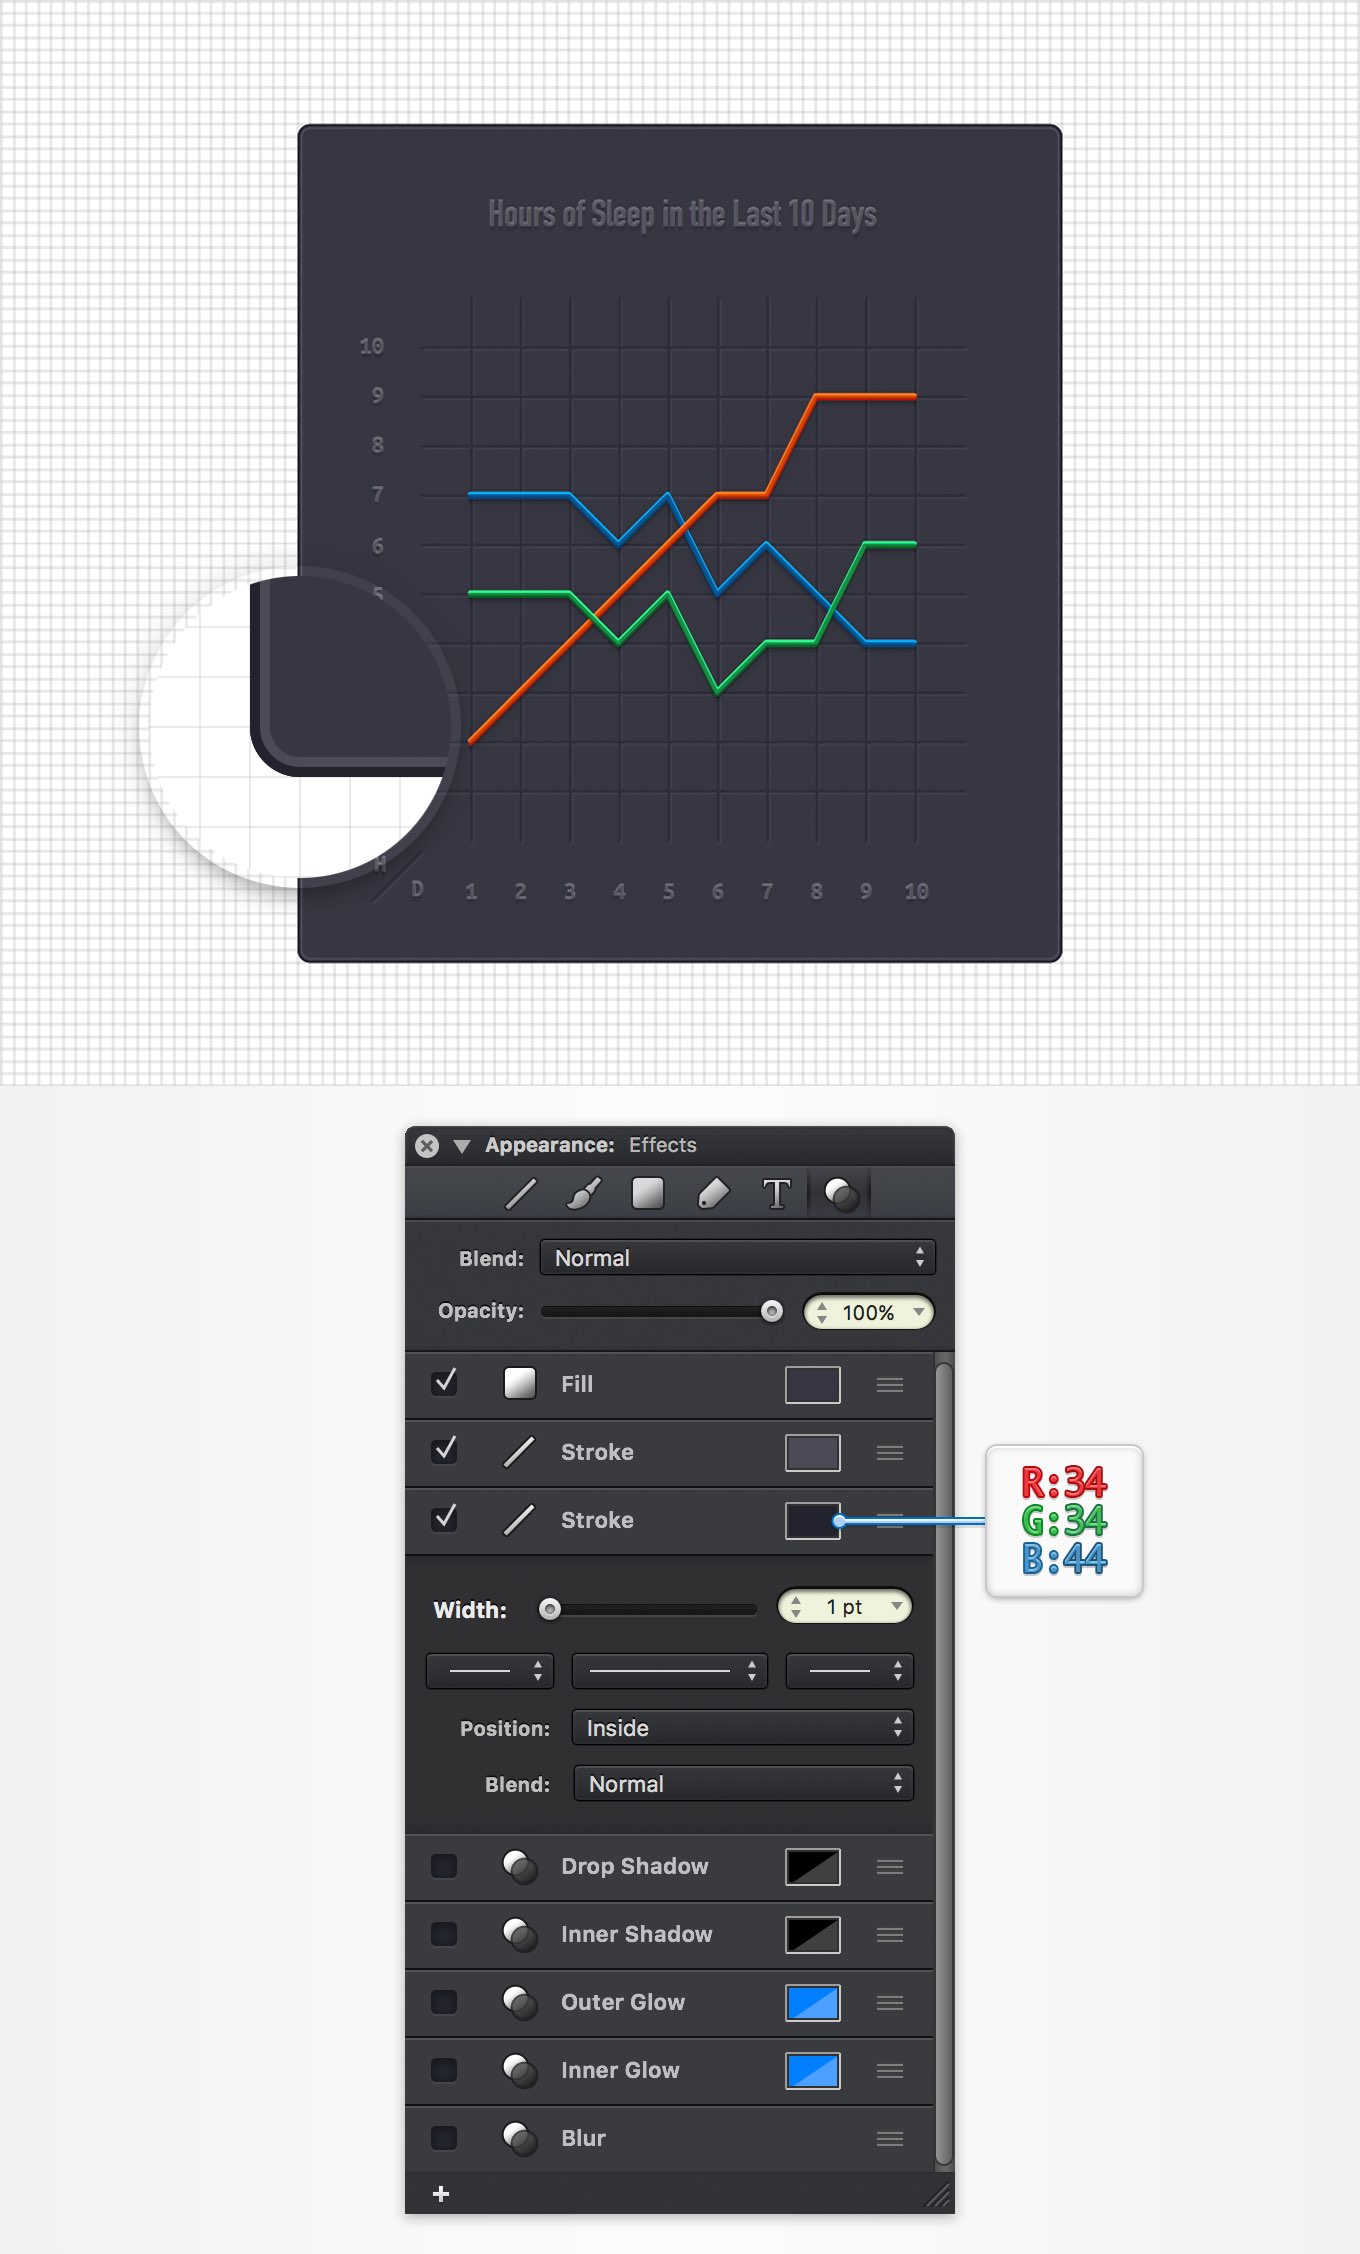 Hours of Sleep in the Last 10 Days
10
9
8
7
6
5
H
D 1 2 3 4 5 6 7 8 9 10
Appearance: Effects
T
Blend: Normal
Opacity: 100%
Fill
Stroke
Stroke
R:34
G:34
B:44
Width: 1 pt
Position: Inside
Blend: Normal
Drop Shadow
Inner Shadow
Outer Glow
Inner Glow
Blur